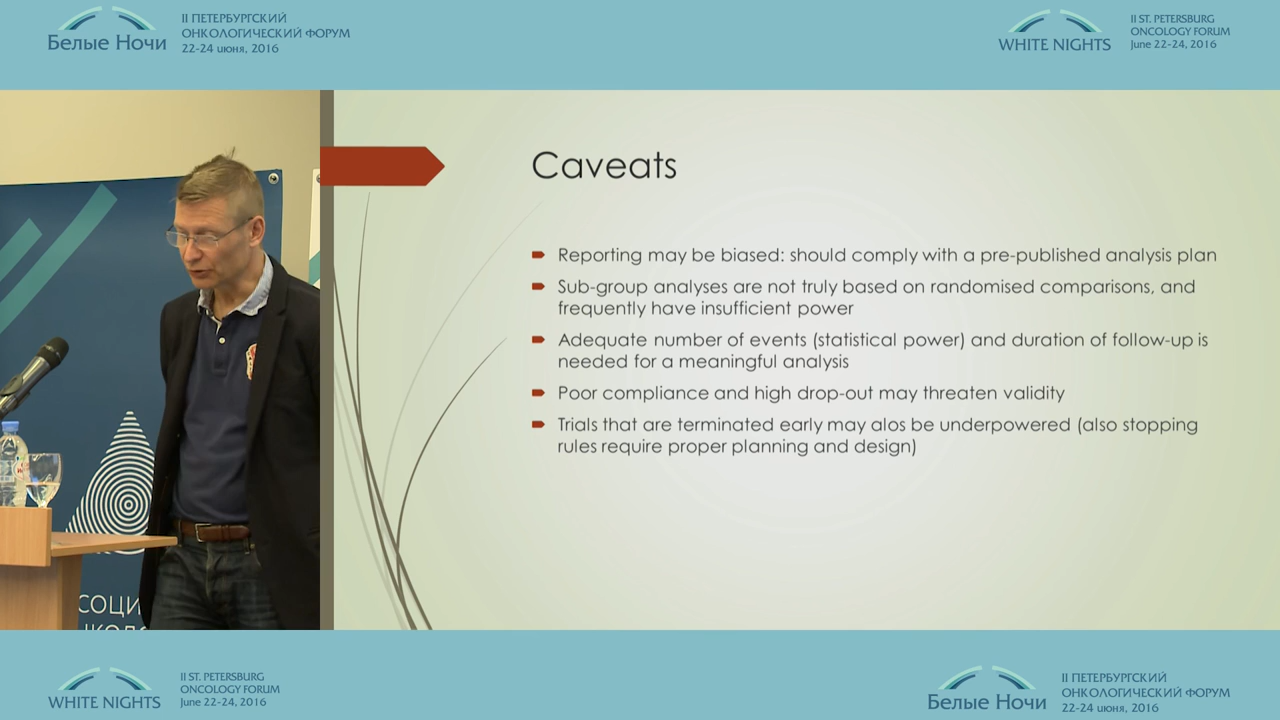 Белые Ночи
II ПЕТЕРБУРГСКИЙ
ОНКОЛОГИЧЕСКИЙ ФОРУМ
22-24 июня, 2016
WHITE NIGHTS
II ST. PETERSBURG
ONCOLOGY FORUM
June 22-24, 2016
Caveats
Reporting may be biased: should comply with a pre-published analysis plan
Sub-group analyses are not truly based on randomised comparisons, and
frequently have insufficient power
Adequate number of events (statistical power) and duration of follow-up is
needed for a meaningful analysis
Poor compliance and high drop-out may threaten validity
Trials that are terminated early may alos be underpowered (also stopping
rules require proper planning and design)
СОЦИ
WHITE NIGHTS
II ST. PETERSBURG
ONCOLOGY FORUM
June 22-24, 2016
Белые Ночи
II ПЕТЕРБУРГСКИЙ
ОНКОЛОГИЧЕСКИЙ ФОРУМ
22-24 июня, 2016